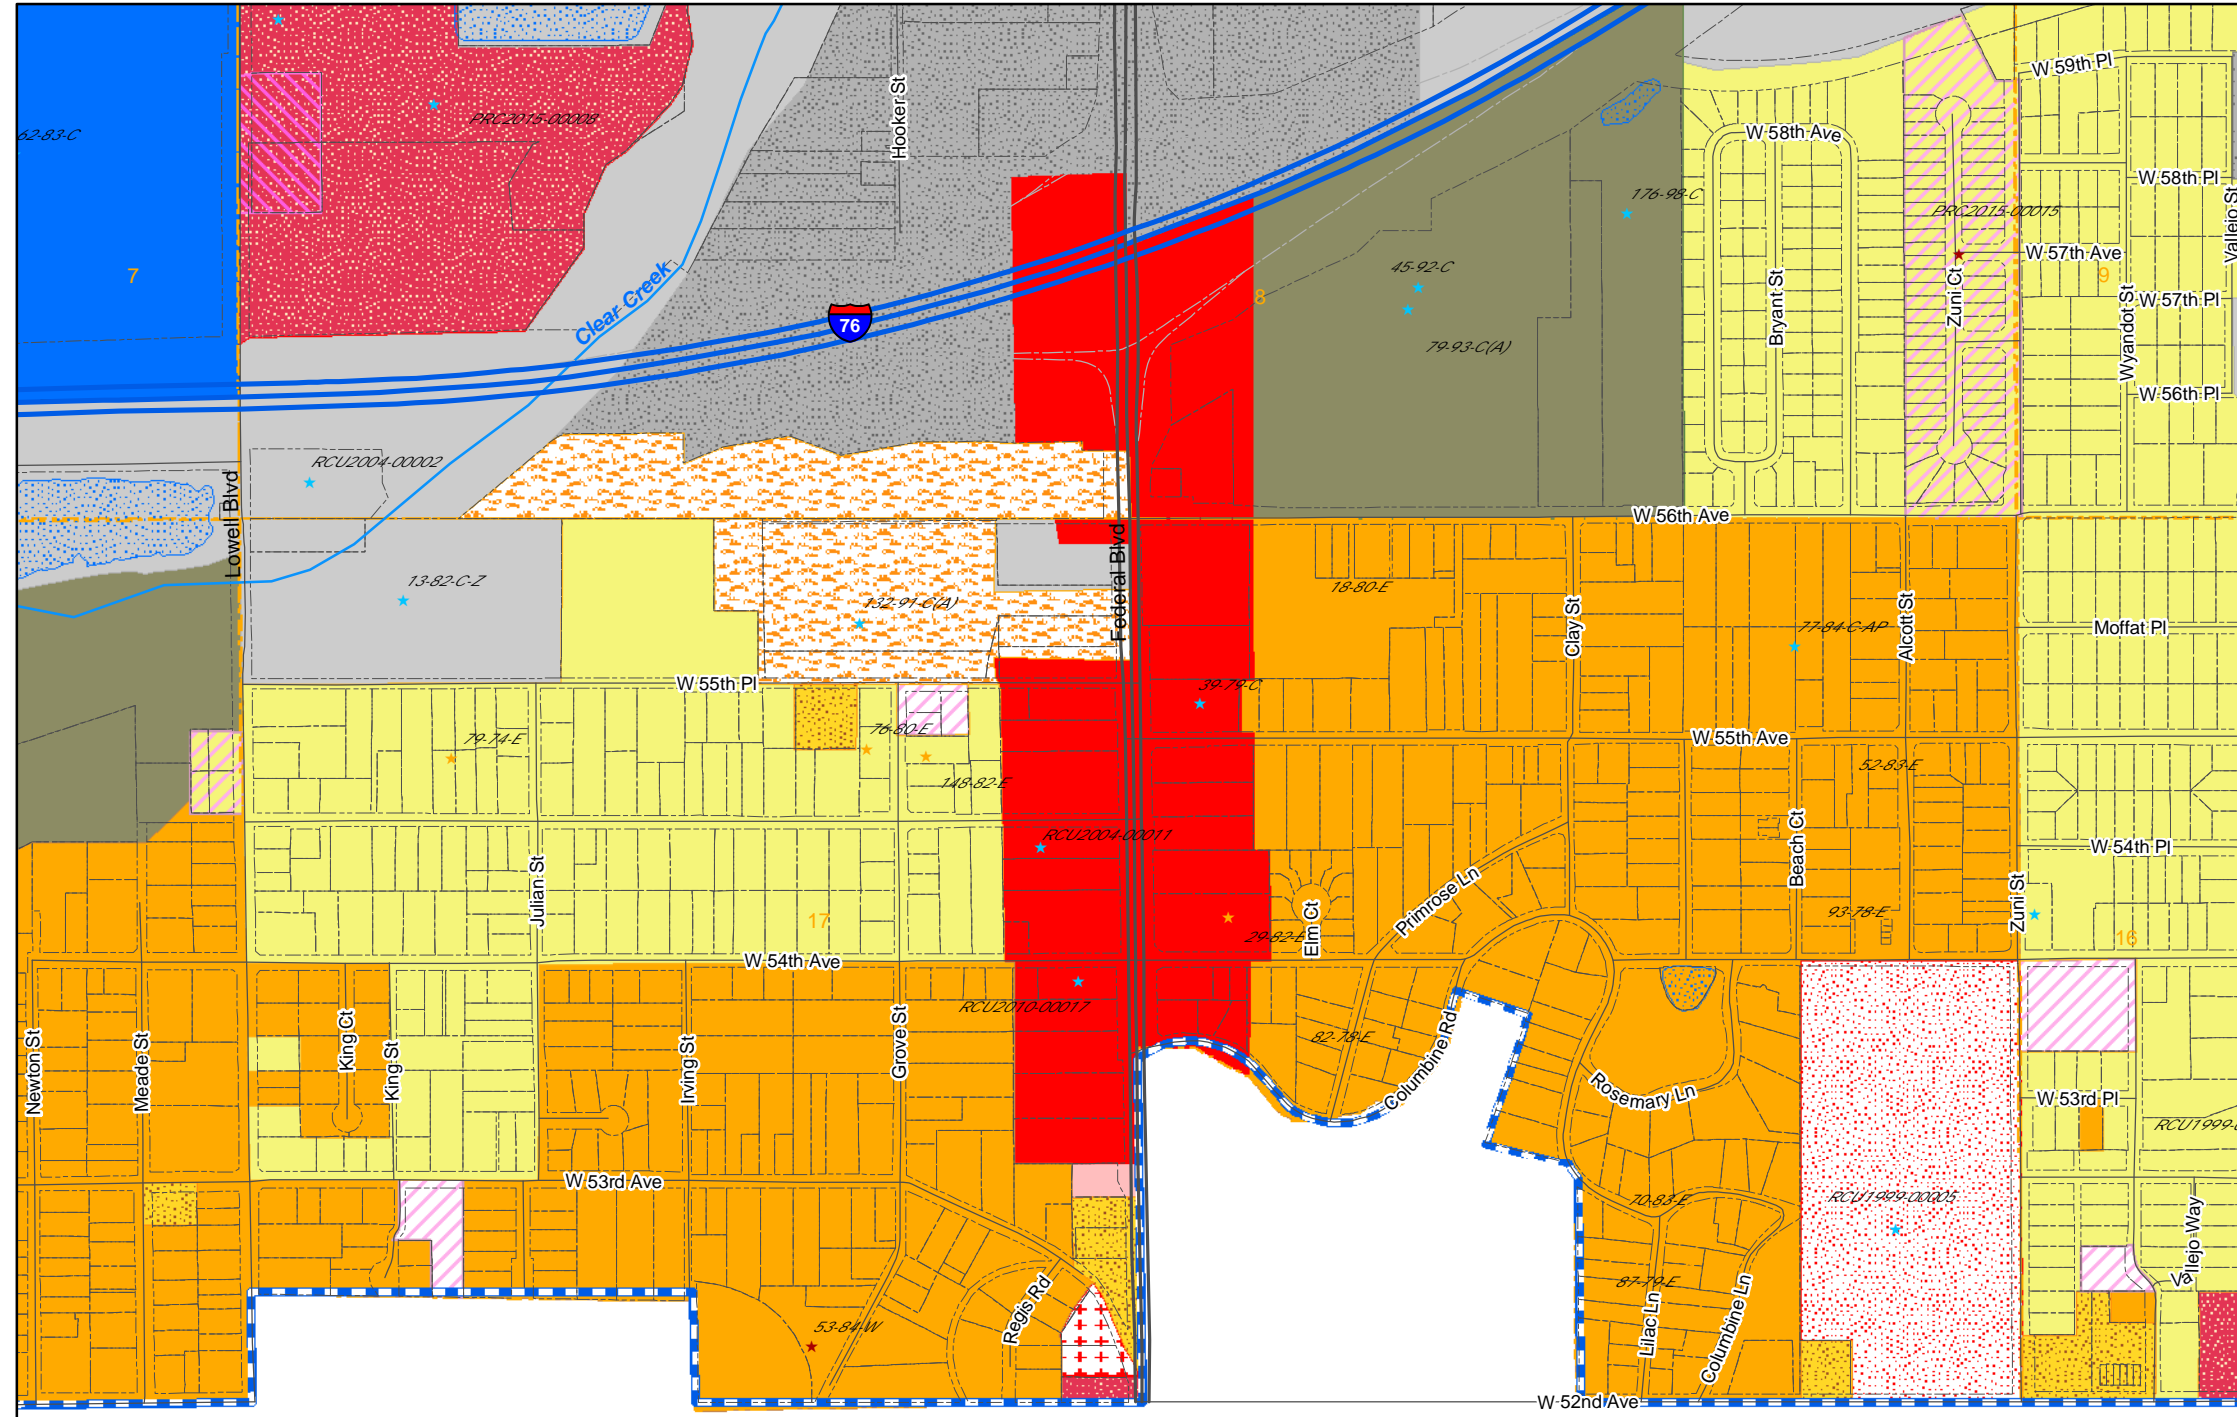 W 59th Pl
Hooker St
PRC2015-00008
62-83-C
W 58th Ave
W 58th Pl
176-98-C
PRC2015-00015
Vallejo St
W 57th Ave
7
45-92-C
9
8
Zuni Ct
Bryant St
W 57th Pl
Clear Creek
76
Wyandot St
79-93-C(A)
W 56th Pl
RCU2004-00002
Lowell Blvd
W 56th Ave
Federal Blvd
13-82-C-Z
18-80-E
132-91-C(A)
Clay St
77-84-C-AP
Alcott St
Moffat Pl
W 55th Pl
39-79-C
76-80-E
79-74-E
W 55th Ave
148-82-E
52-83-E
RCU2004-00011
Beach Ct
W 54th Pl
Julian St
Primrose Ln
Zuni St
17
93-78-E
Elm Ct
29-82-E
16
W 54th Ave
RCU2010-00017
82-78-E
Columbine Rd
Newton St
Meade St
King Ct
King St
Irving St
Grove St
Rosemary Ln
W 53rd Pl
RCU1999-
W 53rd Ave
70-83-E
RCU1999-00005
Vallejo Way
87-79-E
Regis Rd
53-84-W
Lilac Ln
Columbine Ln
W 52nd Ave